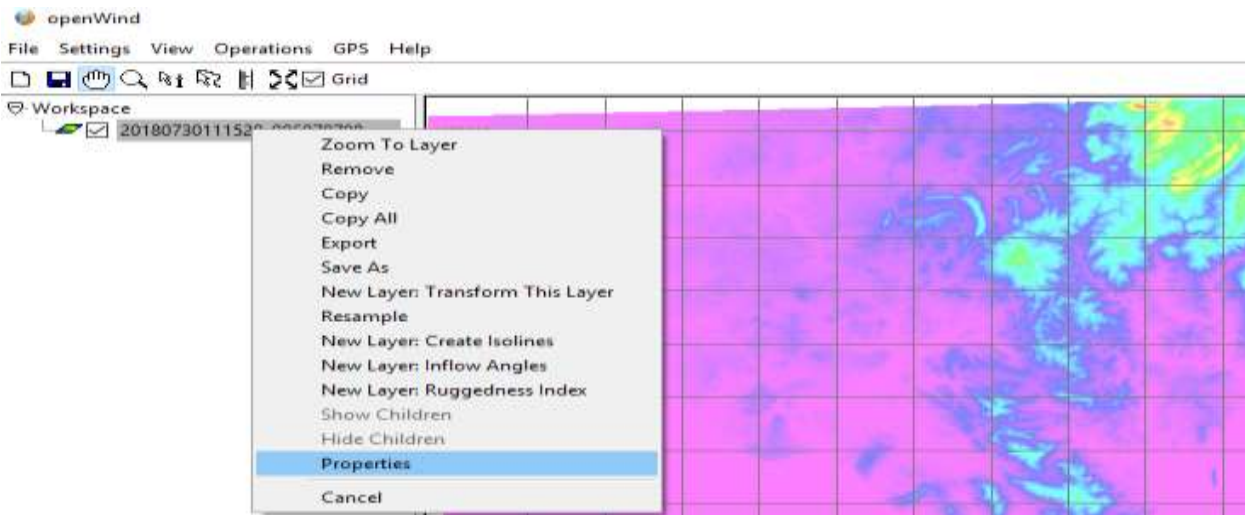 openWind
File Settings View Operations GPS Help
Grid
Workspace
Zoom To Layer
Remove
Copy
Copy All
Export
Save As
New Layer: Transform This Layer
Resample
New Layer: Create Isolines
New Layer: Inflow Angles
New Layer: Ruggedness Index
Show Children
Hide Children
Properties
Cancel